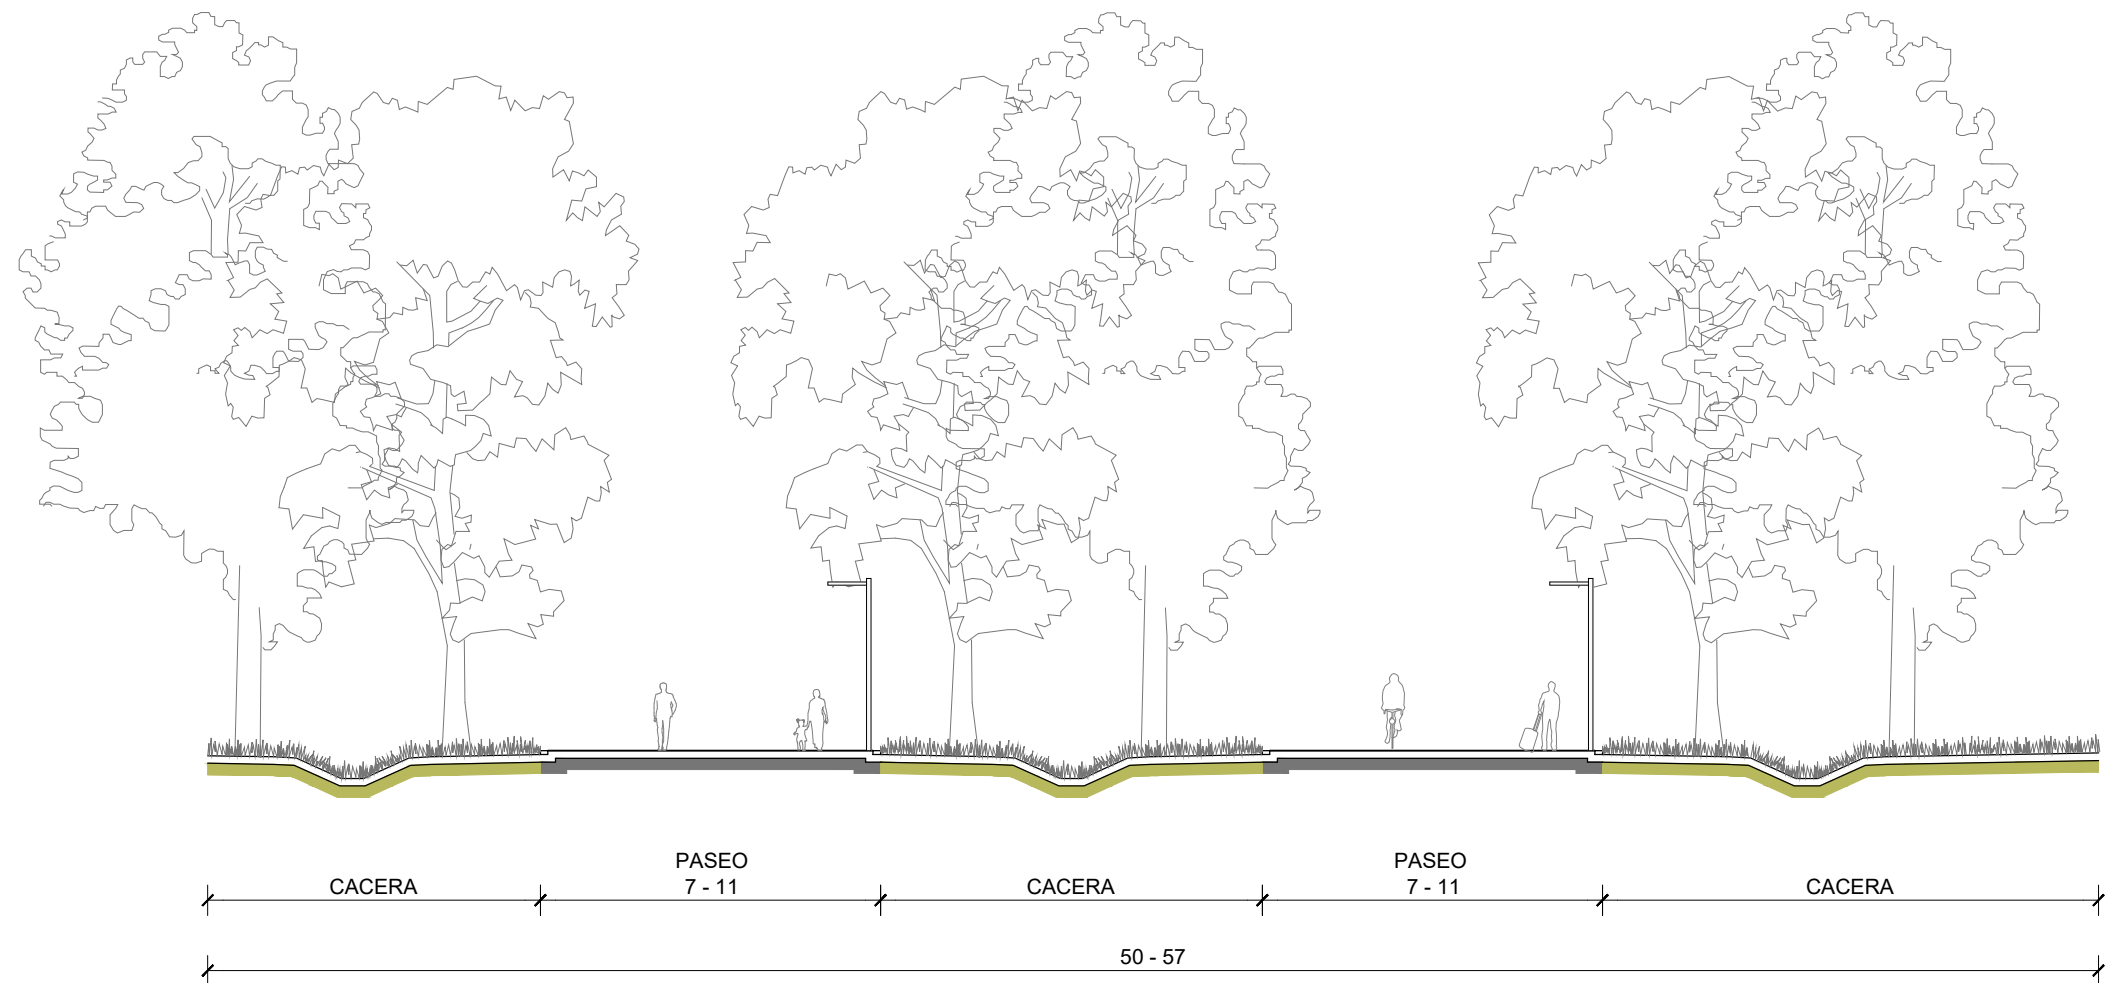 PASEO
PASEO
CACERA
7 - 11
CACERA
7 - 11
CACERA
50 - 57